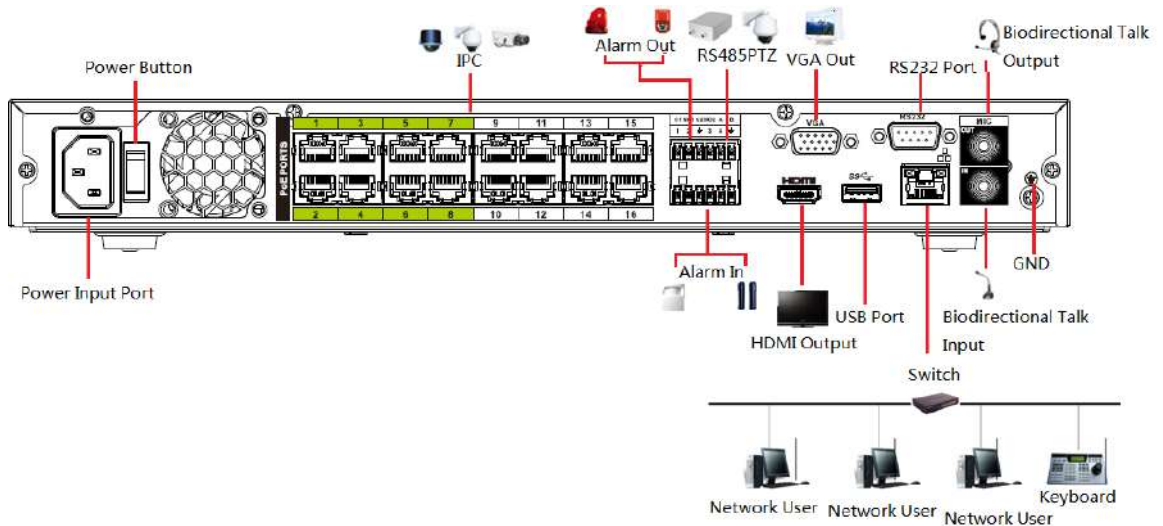 Alarm Out
Biodirectional Talk
Output
IPC
RS485PTZ
VGA Out
RS232 Port
Power Button
RS232
MIC
OUT
VGA
1 3 5 7 9 11 13 15
PoE PORTS
HDMI
SS
IN
2 4 6 8 10 12 14 16
GND
Alarm In
Power Input Port
USB Port
Biodirectional Talk
Input
HDMI Output
Switch
Network User
Network User
Network User
Keyboard